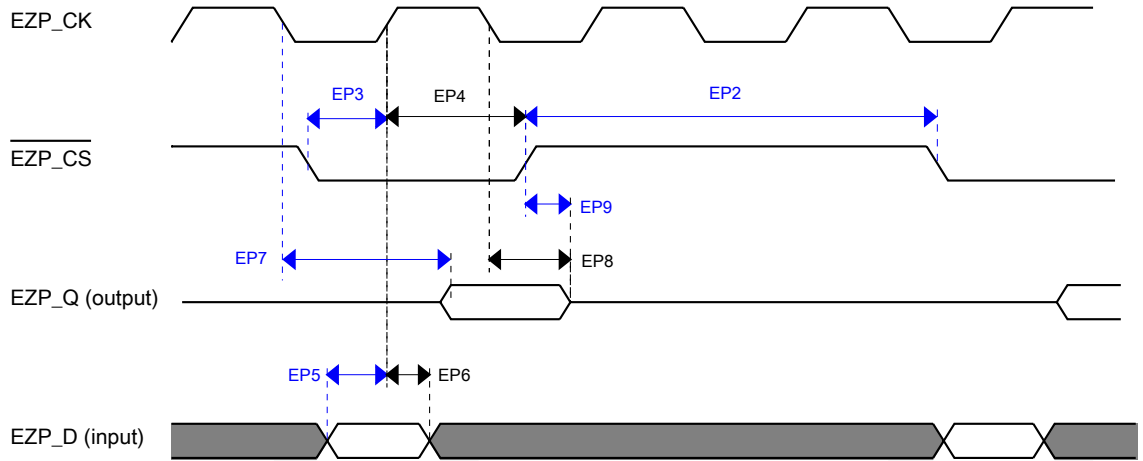 EZP_CK
EP3
EP4
EP2
EZP_CS
EP9
EP7
EP8
EZP_Q (output)
EP5
EP6
EZP_D (input)